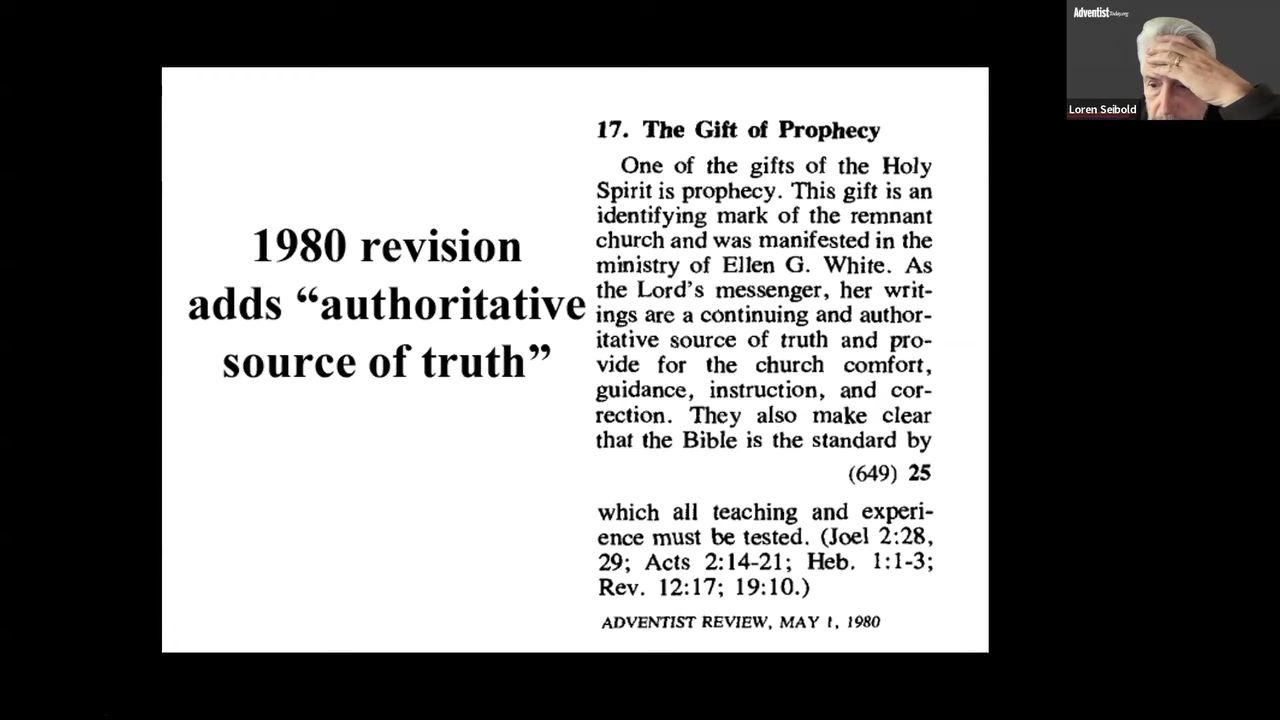 1980 revision
adds “authoritative
source of truth”
17. The Gift of Prophecy
One of the gifts of the Holy
Spirit is prophecy. This gift is an
identifying mark of the remnant
church and was manifested in the
ministry of Ellen G. White. As
the Lord's messenger, her writ-
ings are a continuing and author-
itative source of truth and pro-
vide for the church comfort,
guidance, instruction, and cor-
rection. They also make clear
that the Bible is the standard by
(649) 25
which all teaching and experi-
ence must be tested. (Joel 2:28,
29; Acts 2:14-21; Heb. 1:1-3;
Rev. 12:17; 19:10.)
ADVENTIST REVIEW, MAY 1, 1980
AdventistToday.org
Loren Seibold